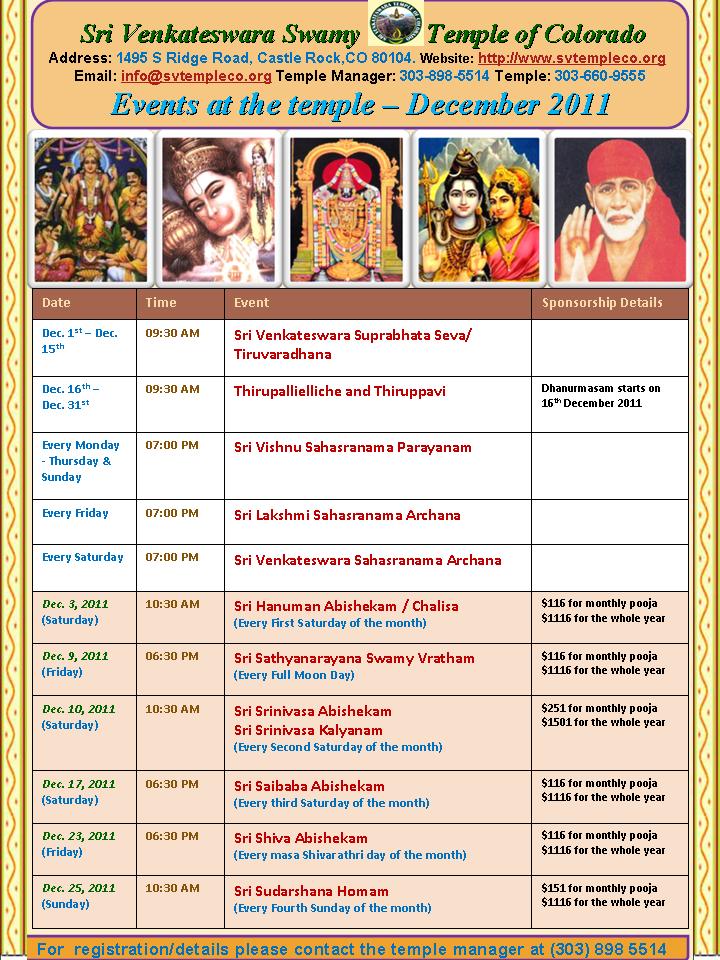 Sri Venkateswara Swamy Temple of Colorado
Address: 1495 S Ridge Road, Castle Rock,CO 80104. Website: http://www.svtempleco.org
Email: info@svtempleco.org Temple Manager: 303-898-5514 Temple: 303-660-9555
Events at the temple – December 2011
Date Time Event Sponsorship Details
Dec. 1st – Dec. 09:30 AM Sri Venkateswara Suprabhata Seva/
15th Tiruvaradhana
Dec. 16th – 09:30 AM Thirupallielliche and Thiruppavi Dhanurmasam starts on
Dec. 31st 16th December 2011
Every Monday 07:00 PM Sri Vishnu Sahasranama Parayanam
- Thursday &
Sunday
Every Friday 07:00 PM Sri Lakshmi Sahasranama Archana
Every Saturday 07:00 PM Sri Venkateswara Sahasranama Archana
Dec. 3, 2011 10:30 AM Sri Hanuman Abishekam / Chalisa $116 for monthly pooja
(Saturday) (Every First Saturday of the month) $1116 for the whole year
Dec. 9, 2011 06:30 PM Sri Sathyanarayana Swamy Vratham $116 for monthly pooja
(Friday) (Every Full Moon Day) $1116 for the whole year
Dec. 10, 2011 10:30 AM Sri Srinivasa Abishekam $251 for monthly pooja
(Saturday) Sri Srinivasa Kalyanam $1501 for the whole year
(Every Second Saturday of the month)
Dec. 17, 2011 06:30 PM Sri Saibaba Abishekam $116 for monthly pooja
(Saturday) (Every third Saturday of the month) $1116 for the whole year
Dec. 23, 2011 06:30 PM Sri Shiva Abishekam $116 for monthly pooja
(Friday) (Every masa Shivarathri day of the month) $1116 for the whole year
Dec. 25, 2011 10:30 AM Sri Sudarshana Homam $151 for monthly pooja
(Sunday) (Every Fourth Sunday of the month) $1116 for the whole year
For registration/details please contact the temple manager at (303) 898 5514